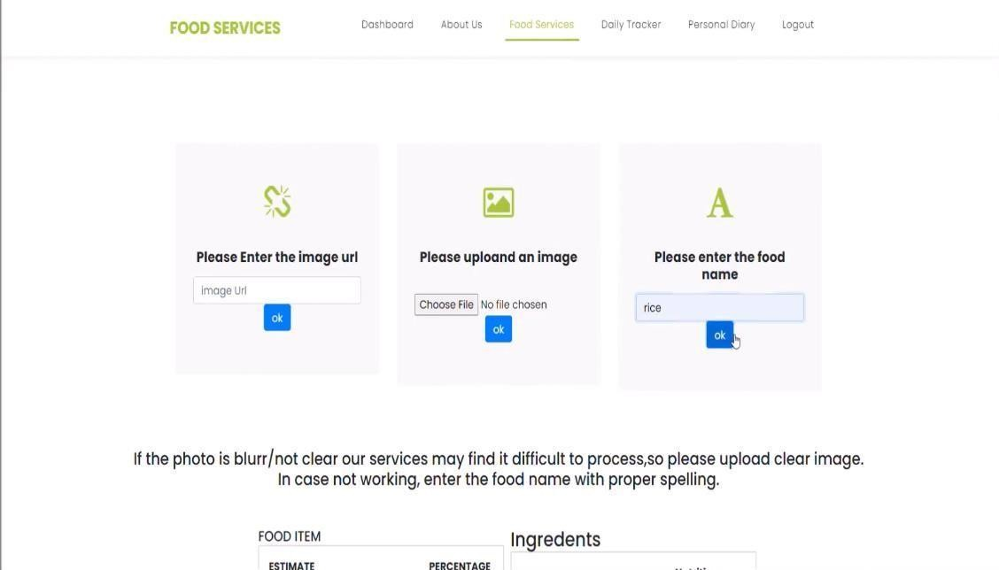 FOOD SERVICES
Dashboard
About Us
Food Services
Daily Tracker
Personal Diary
Logout
Please Enter the image url
image Url
ok
Please uploand an image
Choose File No file chosen
ok
Please enter the food
name
rice
ok
If the photo is blurr/not clear our services may find it difficult to process,so please upload clear image.
In case not working, enter the food name with proper spelling.
FOOD ITEM
ESTIMATE PERCENTAGE
Ingredents